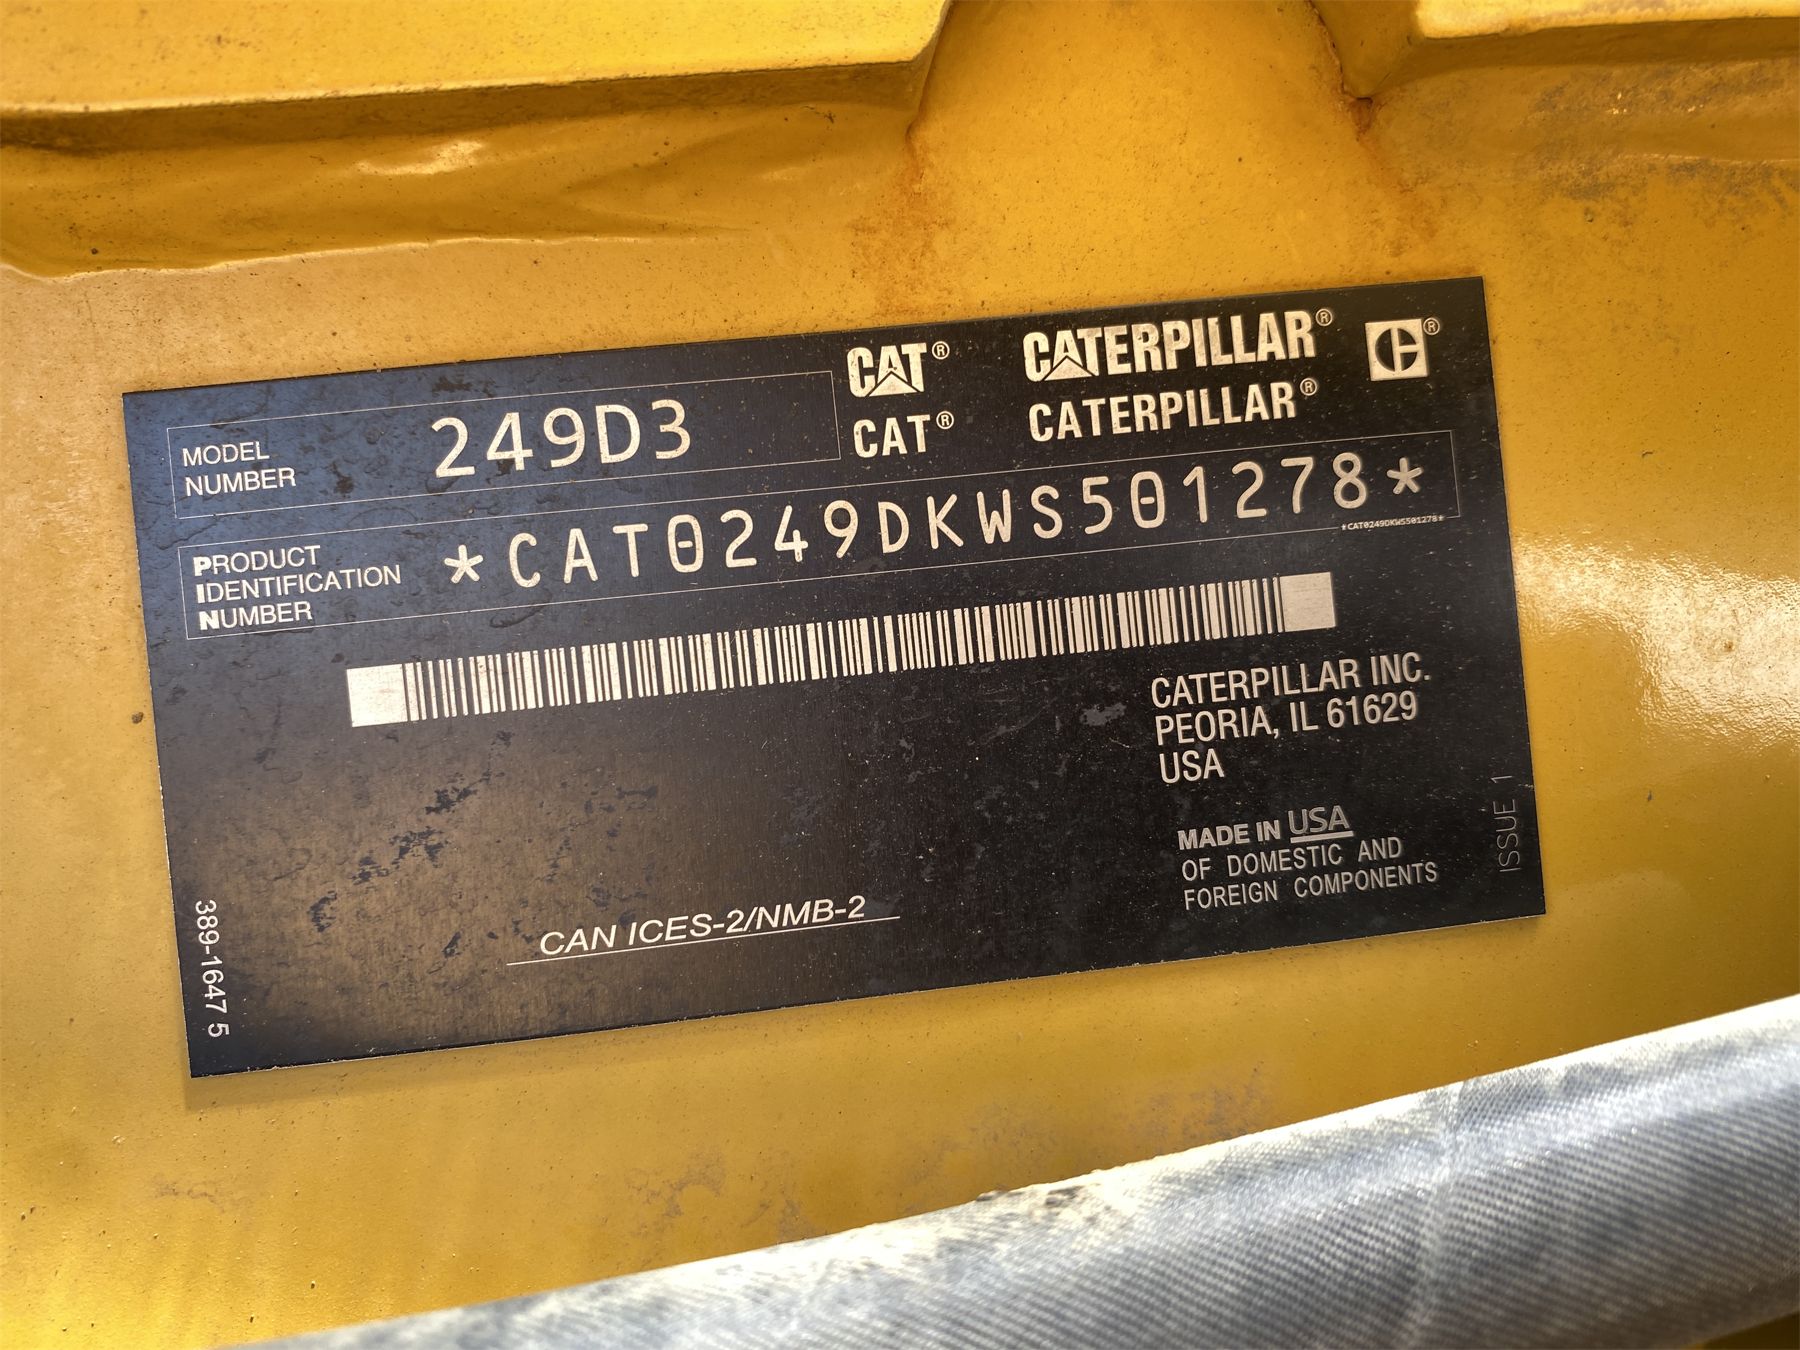 CAT® CATERPILLAR® C®
CAT® CATERPILLAR®
MODEL
NUMBER
249D3
PRODUCT
IDENTIFICATION
NUMBER
*CAT0249DKWS501278*
*CAT0249DKWS501278*
CATERPILLAR INC.
PEORIA, IL 61629
USA
MADE IN USA
OF DOMESTIC AND
FOREIGN COMPONENTS
ISSUE 1
CAN ICES-2/NMB-2
389-1647 5